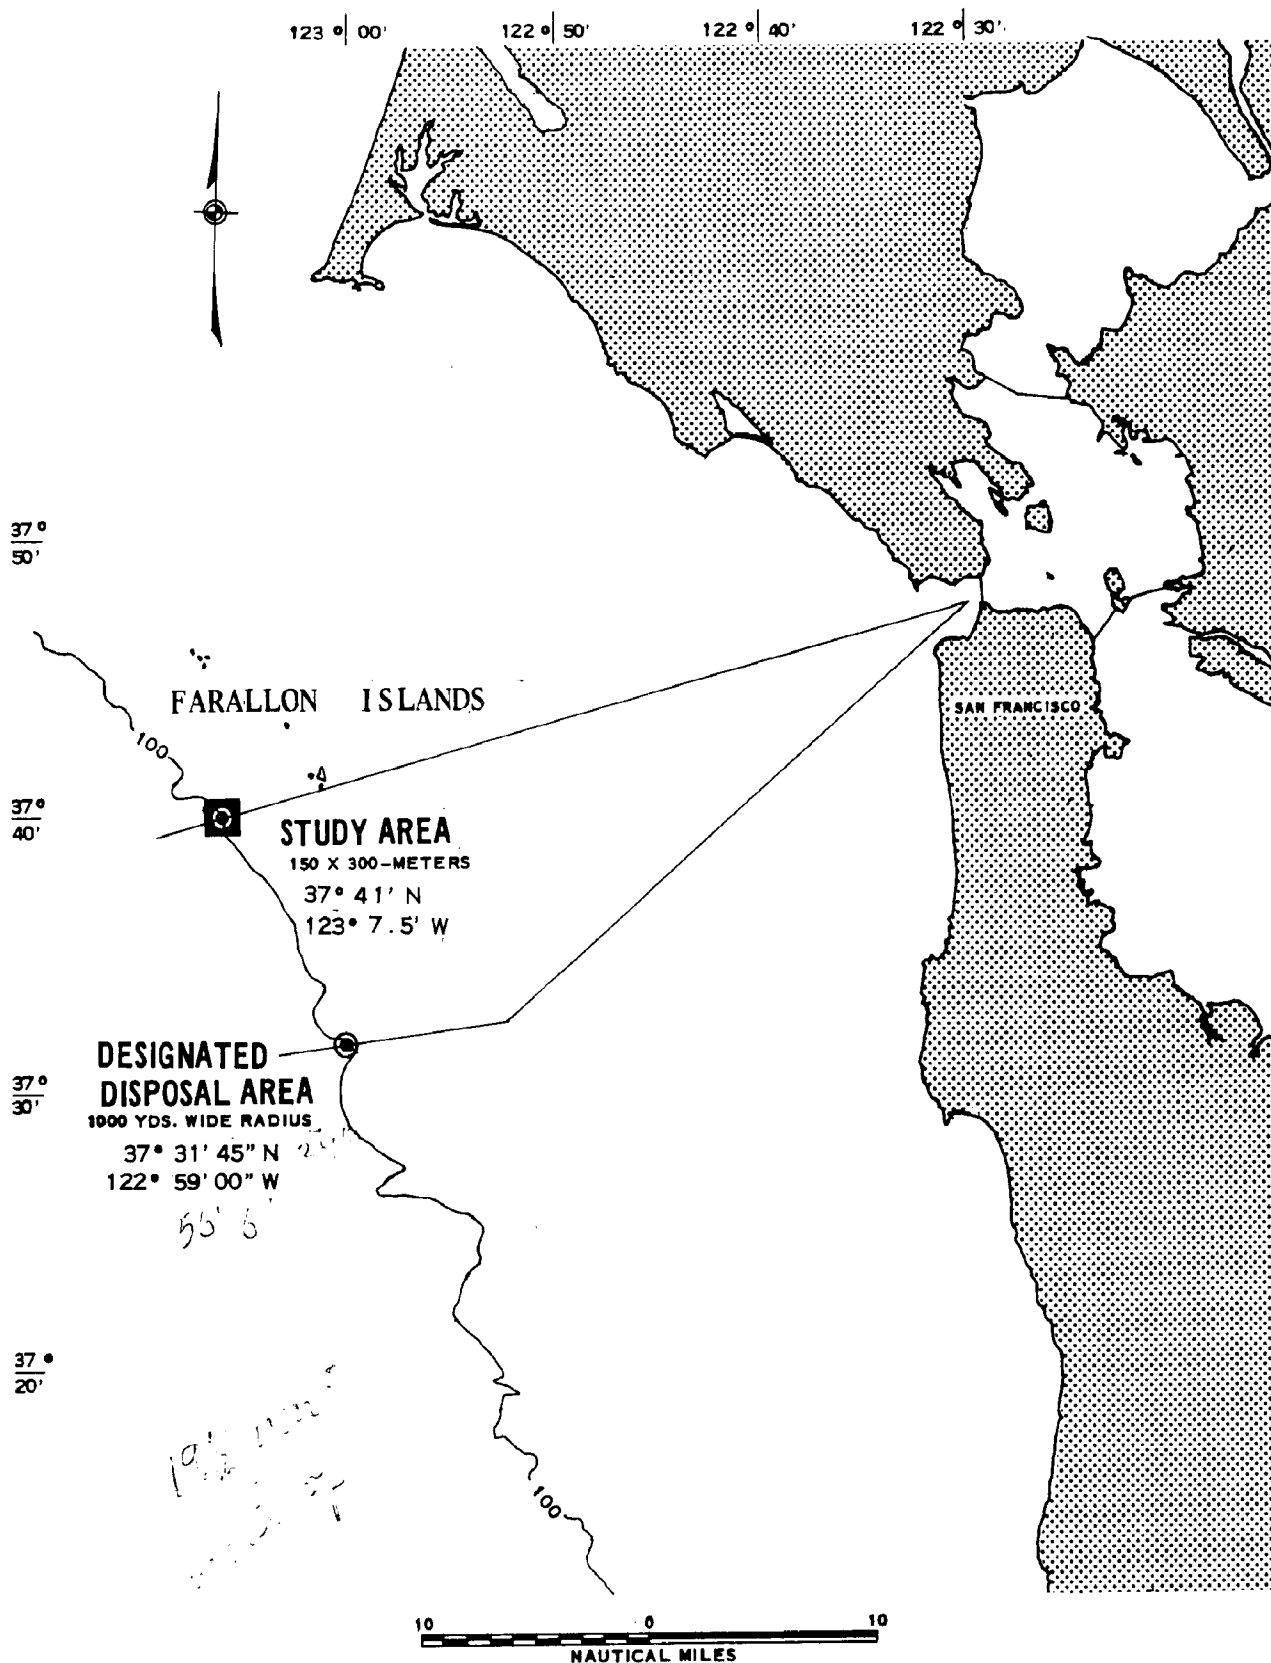 123° 00' 122° 50' 122° 40' 122° 30'
37°
50'
FARALLON ISLANDS
SAN FRANCISCO
100
37°
40'
STUDY AREA
150 X 300-METERS
37° 41' N
123° 7.5' W
DESIGNATED
DISPOSAL AREA
1000 YDS. WIDE RADIUS
37°
30'
37° 31' 45" N
122° 59' 00" W
37°
20'
100
10 0 10
NAUTICAL MILES